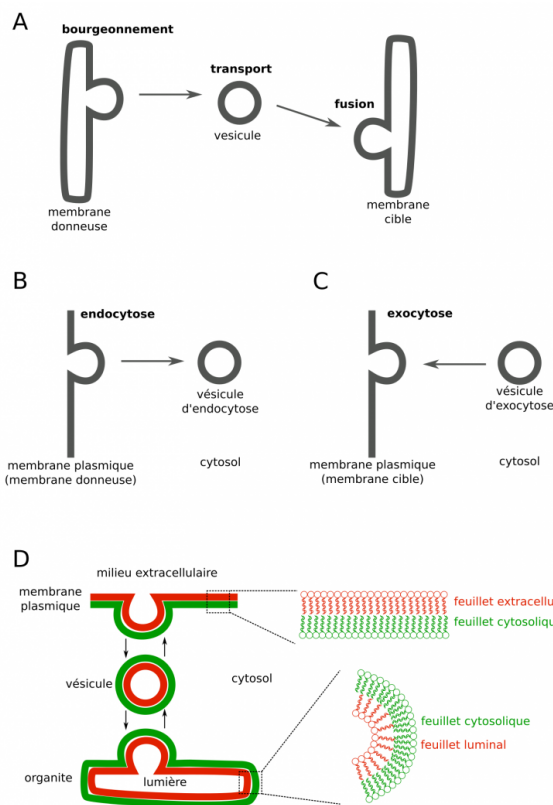 A
bourgeonnement
transport
fusion
vesicule
membrane
donneuse
membrane
cible
B
endocytose
vésicule
d'endocytose
membrane plasmique
(membrane donneuse)
cytosol
C
exocytose
vésicule
d'exocytose
membrane plasmique
(membrane cible)
cytosol
D
milieu extracellulaire
membrane
plasmique
feuillet extracellu
feuillet cytosolique
vésicule
cytosol
feuillet cytosolique
feuillet luminal
organite
lumière